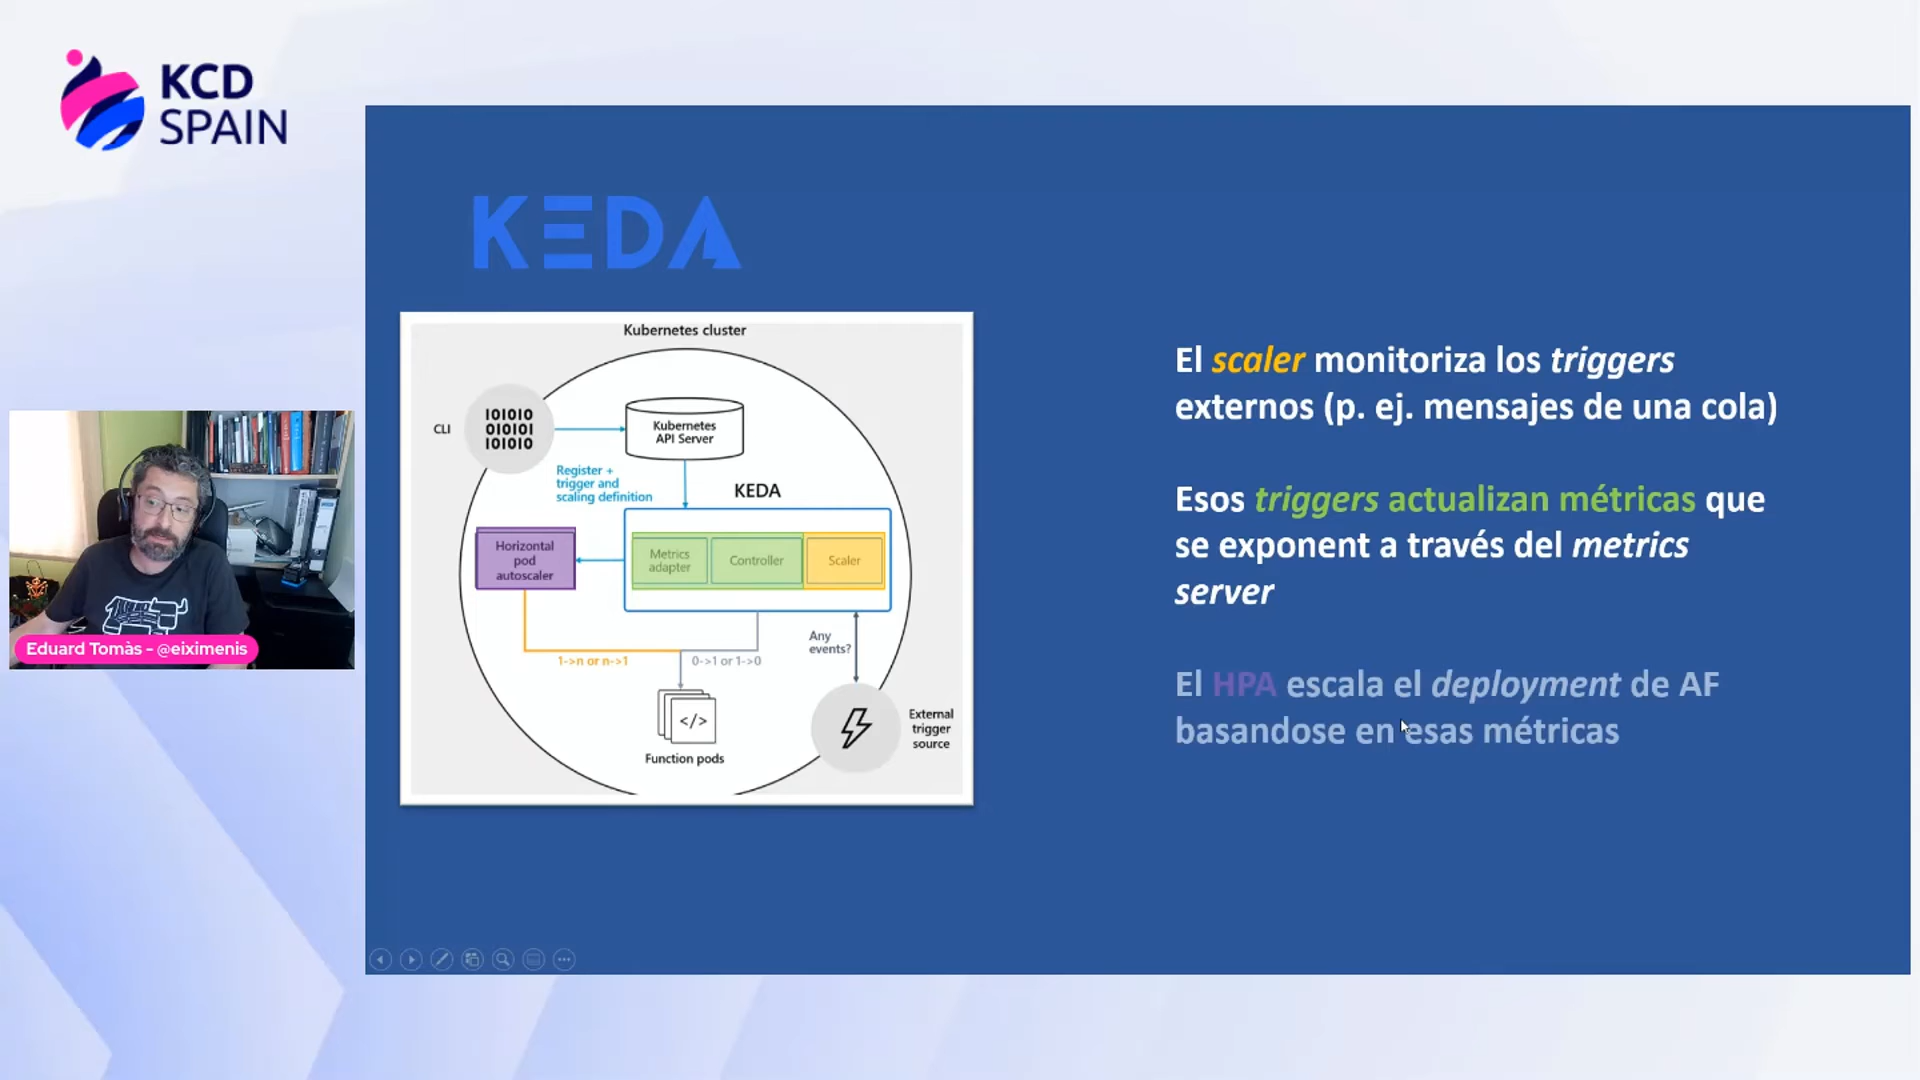 KCD
SPAIN
KEDA
Kubernetes cluster
CLI
IOIOIO
OIOIOI
IOIOIO
Kubernetes
API Server
Register +
trigger and
scaling definition
KEDA
Horizontal
pod
autoscaler
Metrics
adapter
Controller
Scaler
Any
events?
1->n or n->1
0->1 or 1->0
</>
Function pods
External
trigger
source
El scaler monitoriza los triggers
externos (p. ej. mensajes de una cola)
Esos triggers actualizan métricas que
se exponent a través del metrics
server
El HPA escala el deployment de AF
basandose en esas métricas
Eduard Tomàs - @eiximenis